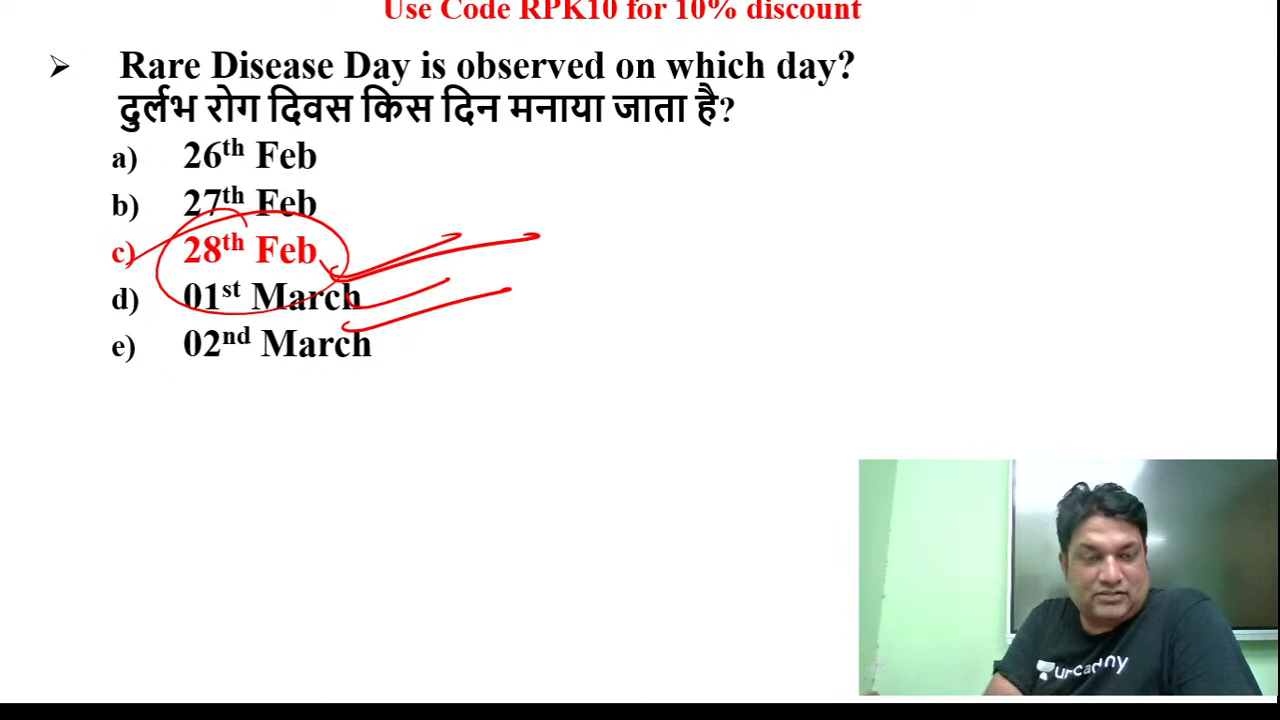 Use Code RPK10 for 10% discount
➢ Rare Disease Day is observed on which day?
दुर्लभ रोग दिवस किस दिन मनाया जाता है?
a) 26th Feb
b) 27th Feb
c) 28th Feb
d) 01st March
e) 02nd March
unacademy